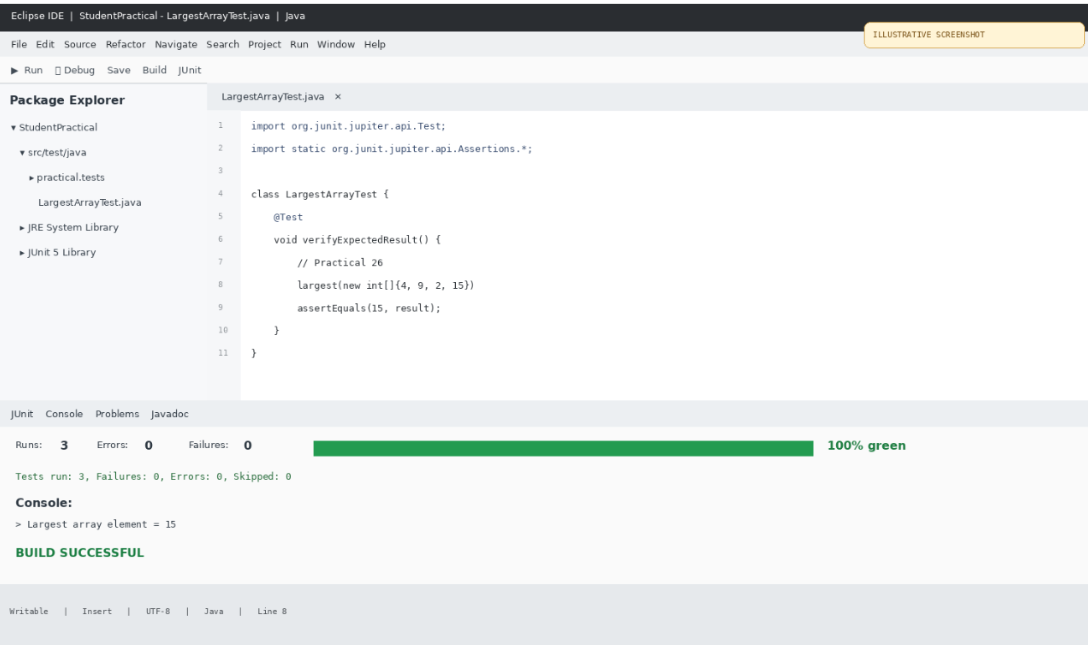 Eclipse IDE | StudentPractical - LargestArrayTest.java | Java
ILLUSTRATIVE SCREENSHOT
File Edit Source Refactor Navigate Search Project Run Window Help
▶ Run Debug Save Build JUnit
Package Explorer
▾ StudentPractical
▾ src/test/java
▸ practical.tests
LargestArrayTest.java
▸ JRE System Library
▸ JUnit 5 Library
LargestArrayTest.java ×
1 import org.junit.jupiter.api.Test;
2 import static org.junit.jupiter.api.Assertions.*;
3
4 class LargestArrayTest {
5 @Test
6 void verifyExpectedResult() {
7 // Practical 26
8 largest(new int[]{4, 9, 2, 15})
9 assertEquals(15, result);
10 }
11 }
JUnit Console Problems Javadoc
Runs: 3 Errors: 0 Failures: 0 100% green
Tests run: 3, Failures: 0, Errors: 0, Skipped: 0
Console:
> Largest array element = 15
BUILD SUCCESSFUL
Writable | Insert | UTF-8 | Java | Line 8